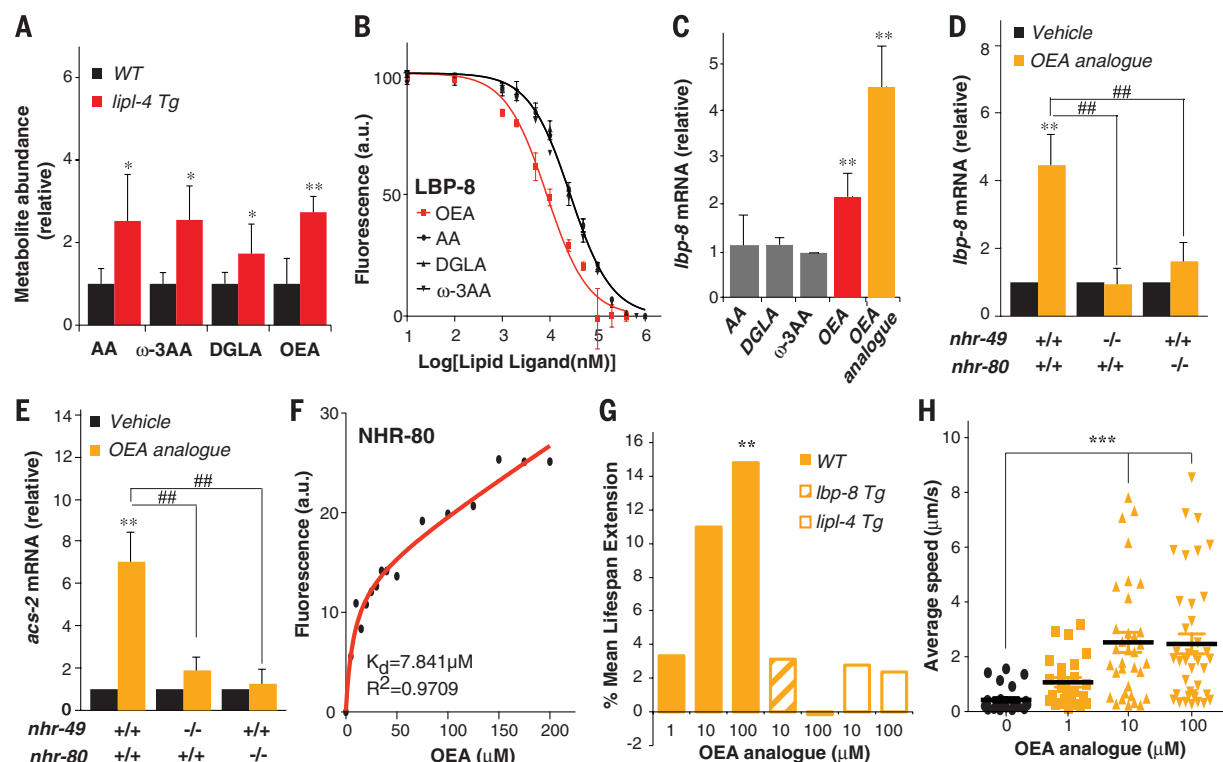 A
Metabolite abundance
(relative)
6
4
2
0
WT
lipl-4 Tg
*
*
*
**
AA
ω-3AA
DGLA
OEA
B
Fluorescence (a.u.)
100
50
0
LBP-8
OEA
AA
DGLA
ω-3AA
1 2 3 4 5 6
Log[Lipid Ligand(nM)]
C
lbp-8 mRNA (relative)
5
4
2
1
0
**
**
AA
DGLA
ω-3AA
OEA
OEA
analogue
D
lbp-8 mRNA (relative)
8
6
4
2
0
Vehicle
OEA analogue
##
##
**
nhr-49 +/+ -/- +/+
nhr-80 +/+ +/+ -/-
E
acs-2 mRNA (relative)
14
12
10
8
6
4
2
0
Vehicle
OEA analogue
##
##
**
nhr-49 +/+ -/- +/+
nhr-80 +/+ +/+ -/-
F
Fluorescence (a.u.)
30
20
10
0
NHR-80
Kd=7.841μM
R2=0.9709
0 50 100 150 200
OEA (μM)
G
% Mean Lifespan Extension
16
14
12
10
8
6
4
2
0
-2
**
WT
lbp-8 Tg
lipl-4 Tg
1 10 100 10 100 10 100
OEA analogue (μM)
H
Average speed (μm/s)
10
8
6
4
2
0
***
0 1 10 100
OEA analogue (μM)